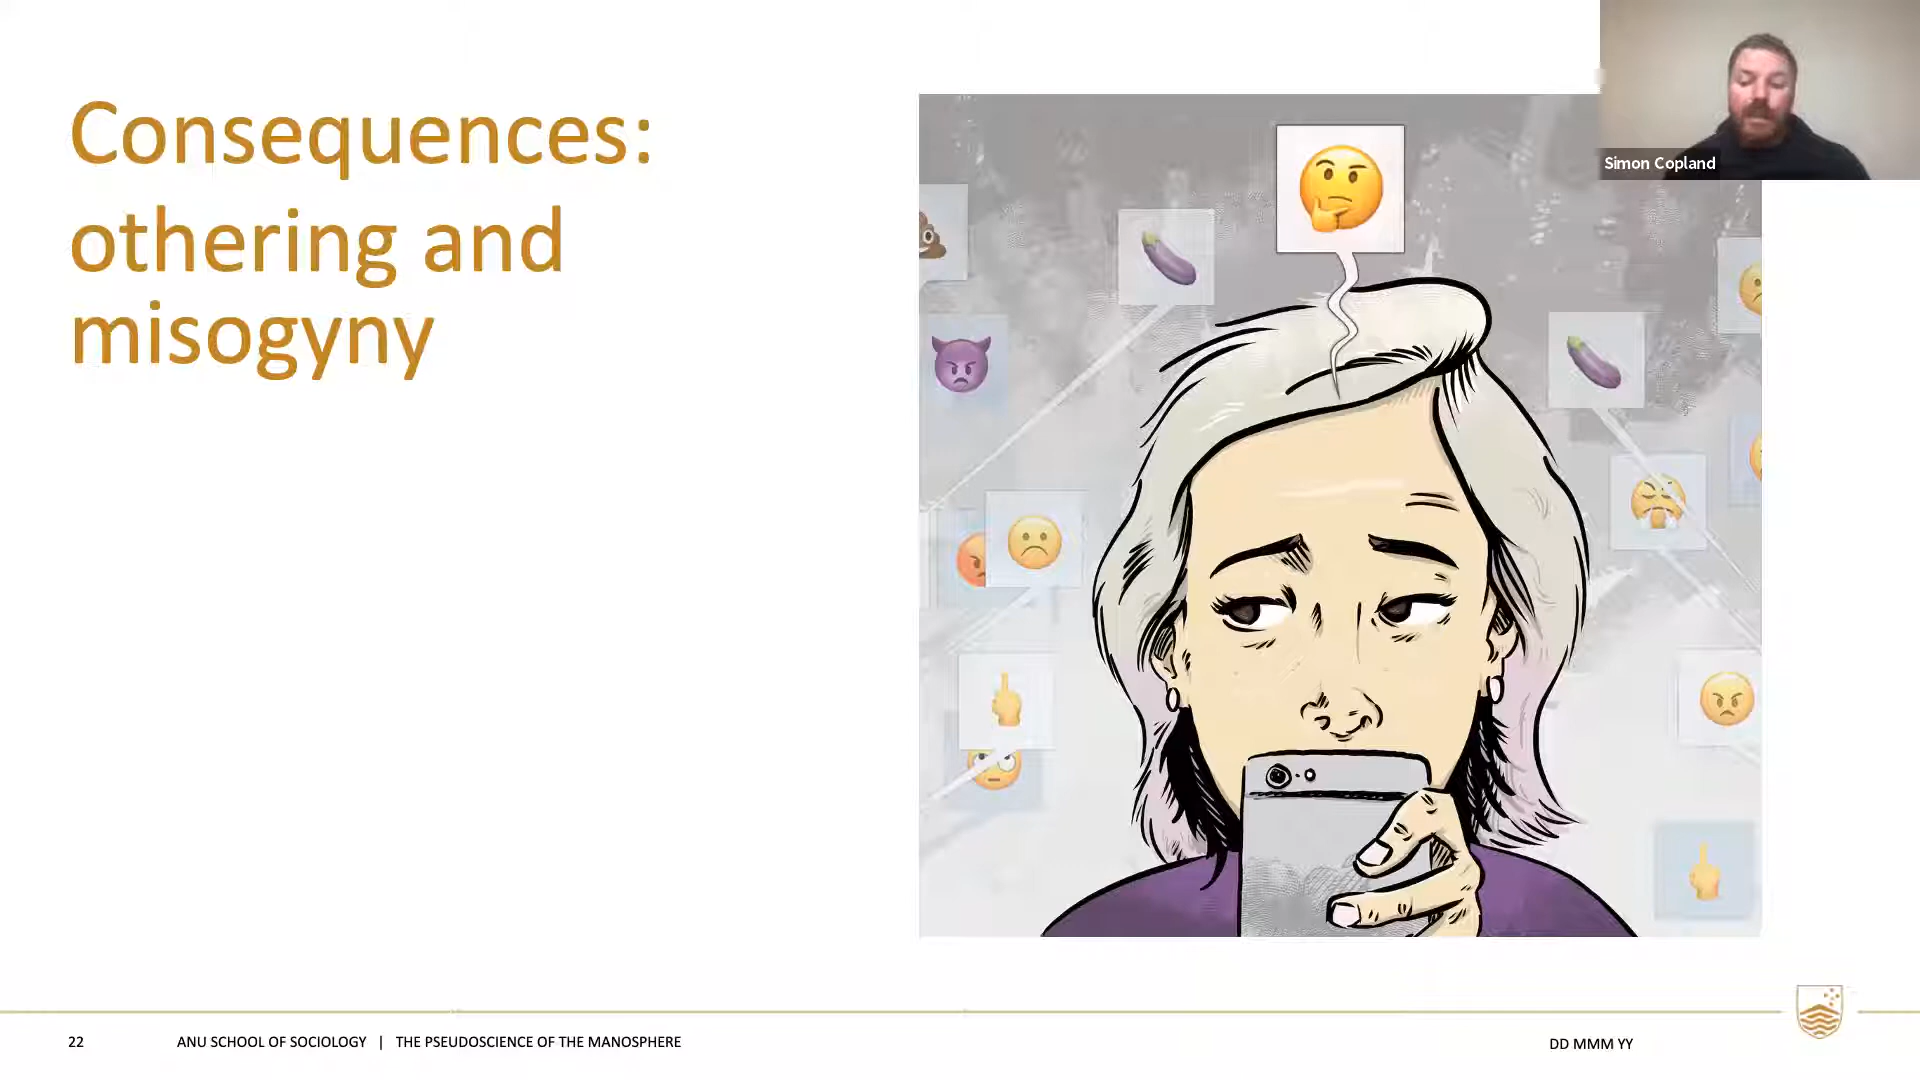 Consequences:
othering and
misogyny
Simon Copland
22
ANU SCHOOL OF SOCIOLOGY | THE PSEUDOSCIENCE OF THE MANOSPHERE
DD MMM YY